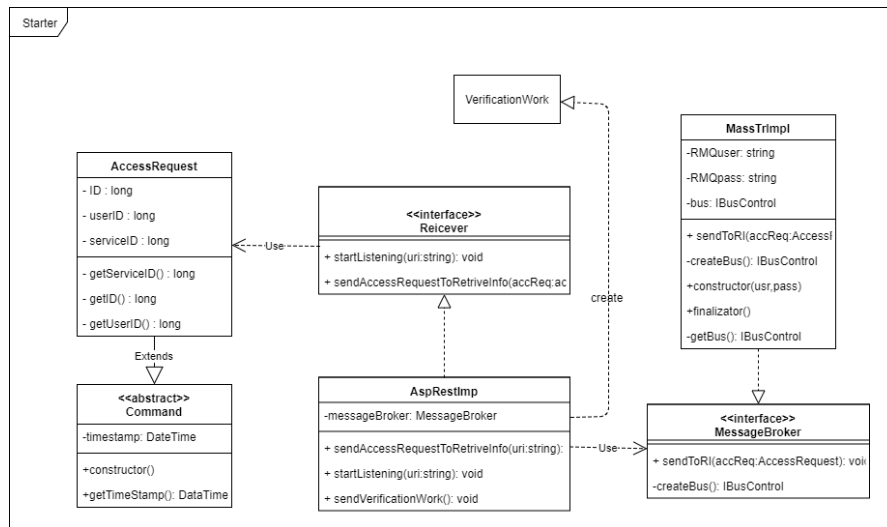 Starter
VerificationWork
MassTrImpl
-RMQuser: string
-RMQpass: string
-bus: IBusControl
+ sendToRI(accReq:AccessF
-createBus(): IBusControl
+constructor(usr,pass)
+finalizator()
-getBus(): IBusControl
AccessRequest
- ID : long
- userID : long
- serviceID : long
- getServiceID() : long
- getID() : long
- getUserID() : long
<<interface>>
Reicever
+ startListening(uri:string): void
+ sendAccessRequestToRetriveInfo(accReq:ac
Use
create
Extends
<<abstract>>
Command
-timestamp: DateTime
+constructor()
+getTimeStamp(): DataTime
AspRestImp
-messageBroker: MessageBroker
+ sendAccessRequestToRetriveInfo(uri:string):
+ startListening(uri:string): void
+ sendVerificationWork(): void
Use
<<interface>>
MessageBroker
+ sendToRI(accReq:AccessRequest): void
-createBus(): IBusControl